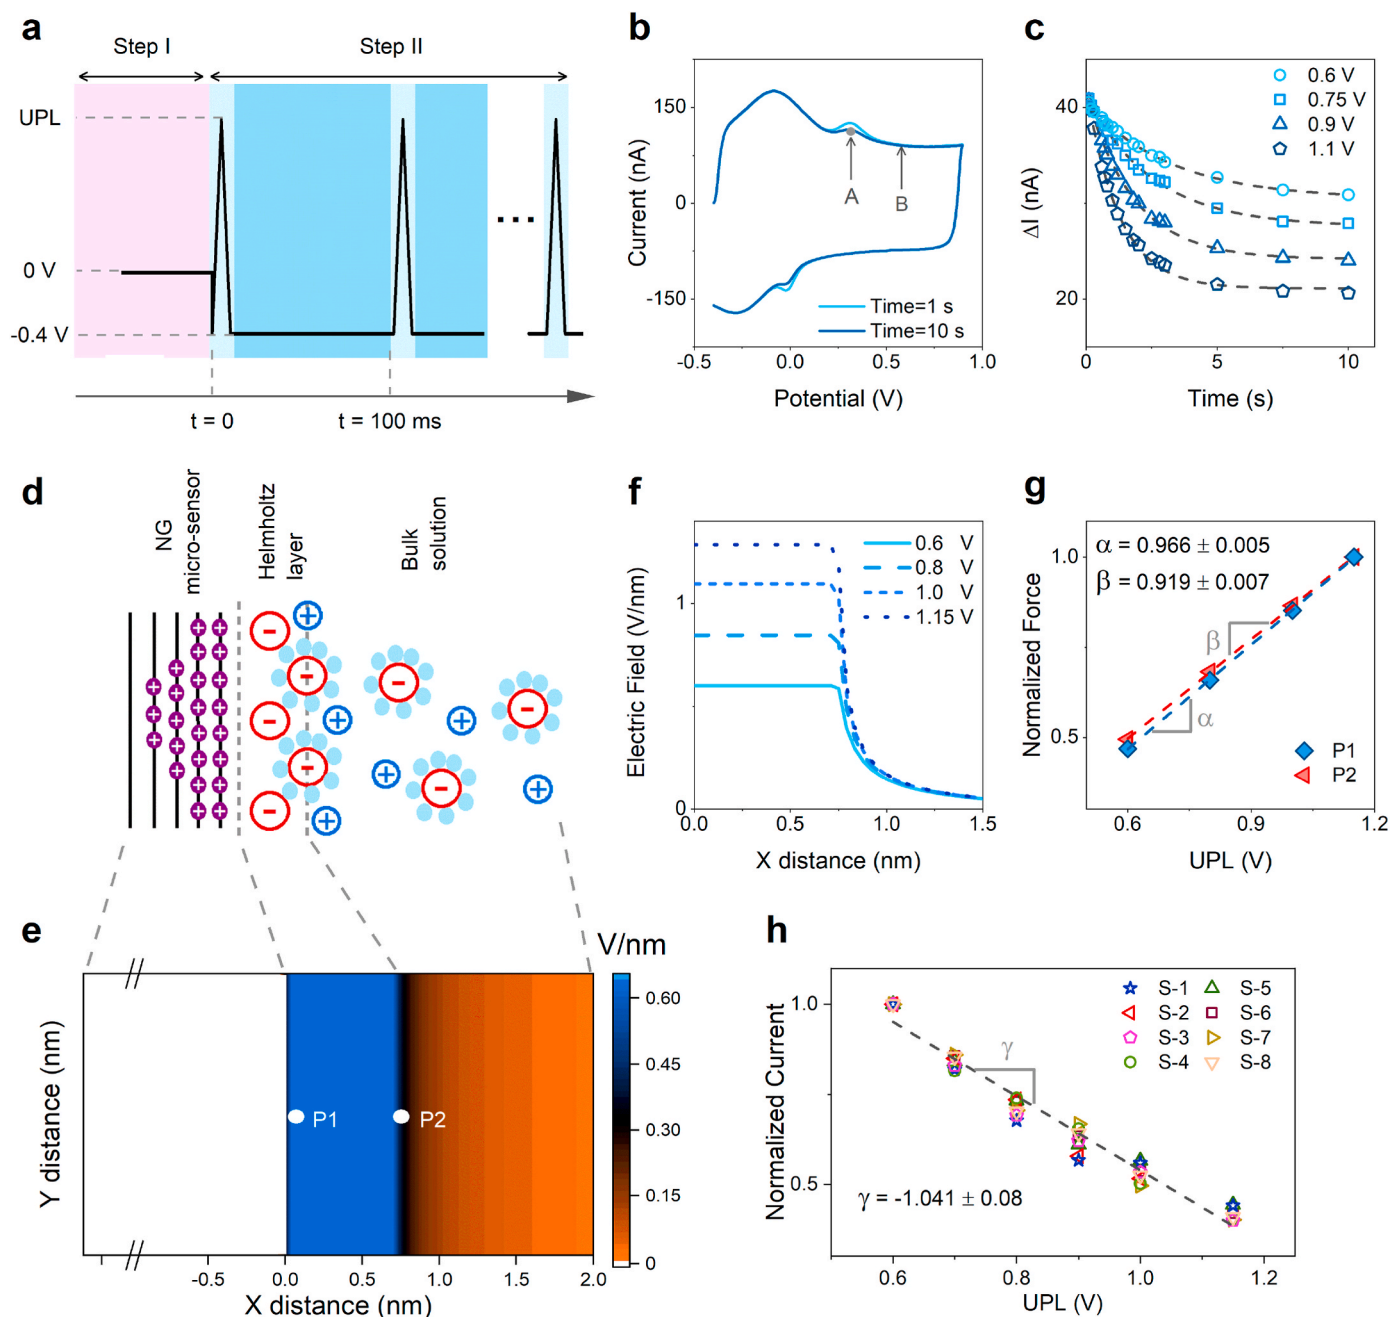 a
Step I
Step II
UPL
0 V
-0.4 V
t = 0
t = 100 ms
b
Current (nA)
150
0
-150
A
B
Time=1 s
Time=10 s
-0.5
0.0
0.5
1.0
Potential (V)
c
ΔI (nA)
40
20
0.6 V
0.75 V
0.9 V
1.1 V
0
5
10
Time (s)
d
NG
micro-sensor
Helmholtz
layer
Bulk
solution
e
V/nm
Y distance (nm)
P1
P2
0.60
0.45
0.30
0.15
0
-0.5
0.0
0.5
1.0
1.5
2.0
X distance (nm)
f
Electric Field (V/nm)
1
0
0.6 V
0.8 V
1.0 V
1.15 V
0.0
0.5
1.0
1.5
X distance (nm)
g
Normalized Force
1.0
0.5
α = 0.966 ± 0.005
β = 0.919 ± 0.007
β
α
P1
P2
0.6
0.9
1.2
UPL (V)
h
Normalized Current
1.0
0.5
γ
γ = -1.041 ± 0.08
S-1
S-2
S-3
S-4
S-5
S-6
S-7
S-8
0.6
0.8
1.0
1.2
UPL (V)